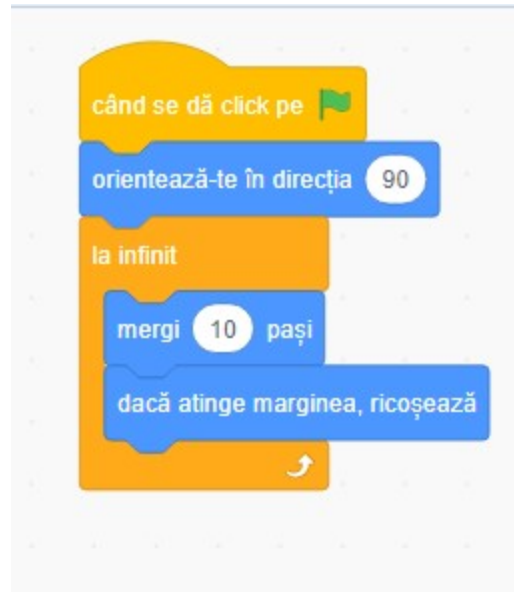 când se dă click pe
orientează-te în direcția 90
la infinit
mergi 10 pași
dacă atinge marginea, ricoșează